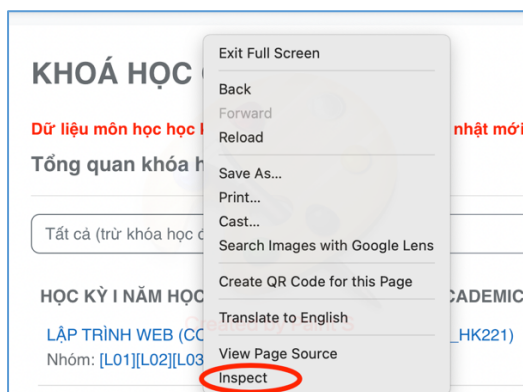 KHOÁ HỌC
Dữ liệu môn học học nhật mới
Tổng quan khóa
Tất cả (trừ khóa học
HỌC KỲ I NĂM HỌC
LẬP TRÌNH WEB _HK221)
Nhóm: [L01][L02][L03
Exit Full Screen
Back
Forward
Reload
Save As...
Print...
Cast...
Search Images with Google Lens
Create QR Code for this Page
Translate to English
Created by Paint S
View Page Source
Inspect